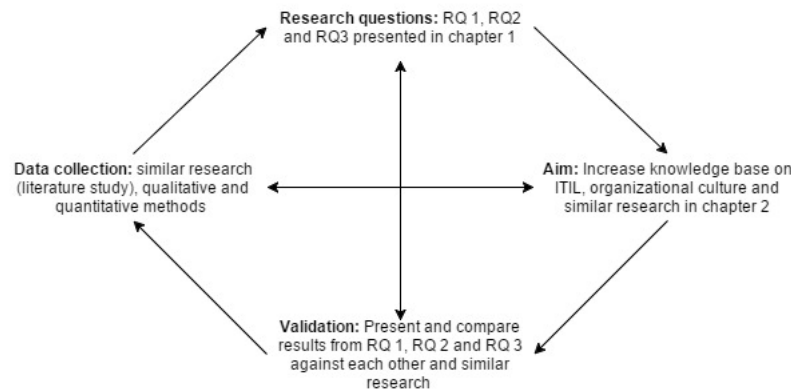 Research questions: RQ 1, RQ2
and RQ3 presented in chapter 1
Data collection: similar research
(literature study), qualitative and
quantitative methods
Aim: Increase knowledge base on
ITIL, organizational culture and
similar research in chapter 2
Validation: Present and compare
results from RQ 1, RQ 2 and RQ 3
against each other and similar
research